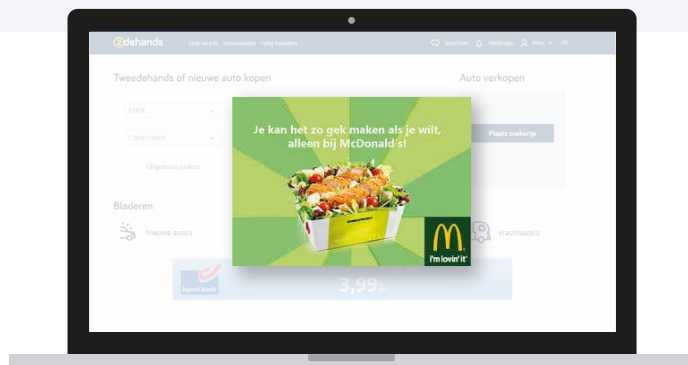 2dehands
Help en info Voorwaarden Veilig handelen
Berichten Meldingen FR
Tweedehands of nieuwe auto kopen
Auto verkopen
Merk
Carrosserie
Uitgebreid zoeken
Plaats zoekertje
Je kan het zo gek maken als je wilt,
alleen bij McDonald's!
Bladeren
Nieuwe auto's
Vrachtauto's
i'm lovin' it
bpost bank
3,99